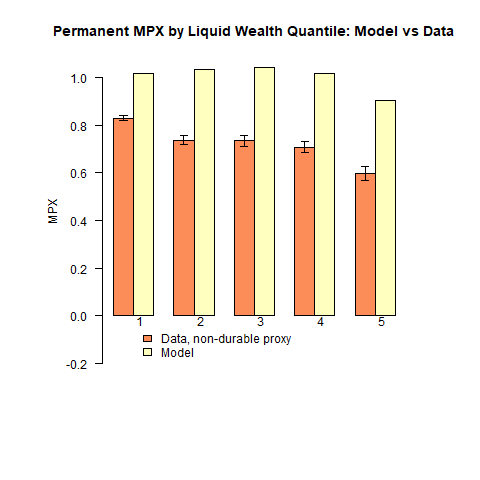 Permanent MPX by Liquid Wealth Quantile: Model vs Data
1.0
0.8
0.6
0.4
0.2
0.0
-0.2
MPX
1 2 3 4 5
Data, non-durable proxy
Model